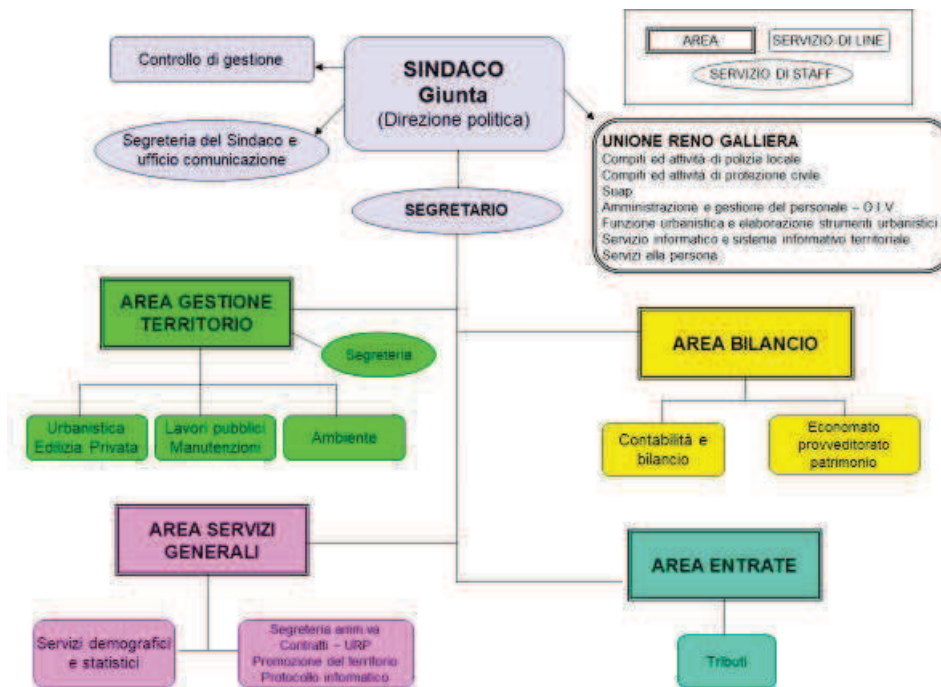 Controllo di gestione
SINDACO
Giunta
(Direzione politica)
AREA
SERVIZIO DI LINE
SERVIZIO DI STAFF
Segreteria del Sindaco e
ufficio comunicazione
UNIONE RENO GALLIERA
Compiti ed attività di polizie locale
Compiti ed attività di protezione civile
Suap
Amministrazione e gestione del personale – O.I.V.
Funzione urbanistica e elaborazione strumenti urbanistici
Servizio informatico e sistema informativo territoriale
Servizi alla persona
SEGRETARIO
AREA GESTIONE
TERRITORIO
Segreteria
AREA BILANCIO
Urbanistica
Edilizia Privata
Lavori pubblici
Manutenzioni
Ambiente
Contabilità e
bilancio
Economato
provveditorato
patrimonio
AREA SERVIZI
GENERALI
AREA ENTRATE
Servizi demografici
e statistici
Segreteria amm.va
Contratti – URP
Promozione del territorio
Protocollo informatico
Tributi